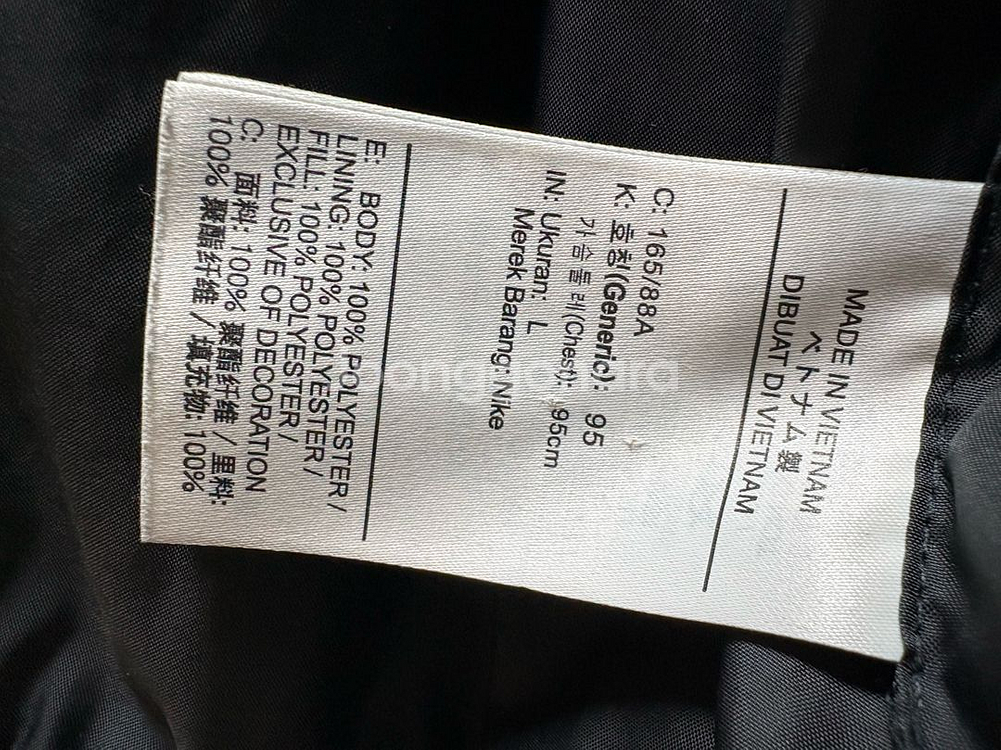 MADE IN VIETNAM
ベトナム製
DIBUAT DI VIETNAM
C: 165/88A
K: 호칭(Generic): 95
가슴둘레(Chest): 95cm
IN: Ukuran: L
Merek Barang: Nike
E: BODY: 100% POLYESTER /
LINING: 100% POLYESTER /
FILL: 100% POLYESTER /
EXCLUSIVE OF DECORATION
C: 面料: 100% 聚酯纤维 / 里料:
100% 聚酯纤维 / 填充物: 100%